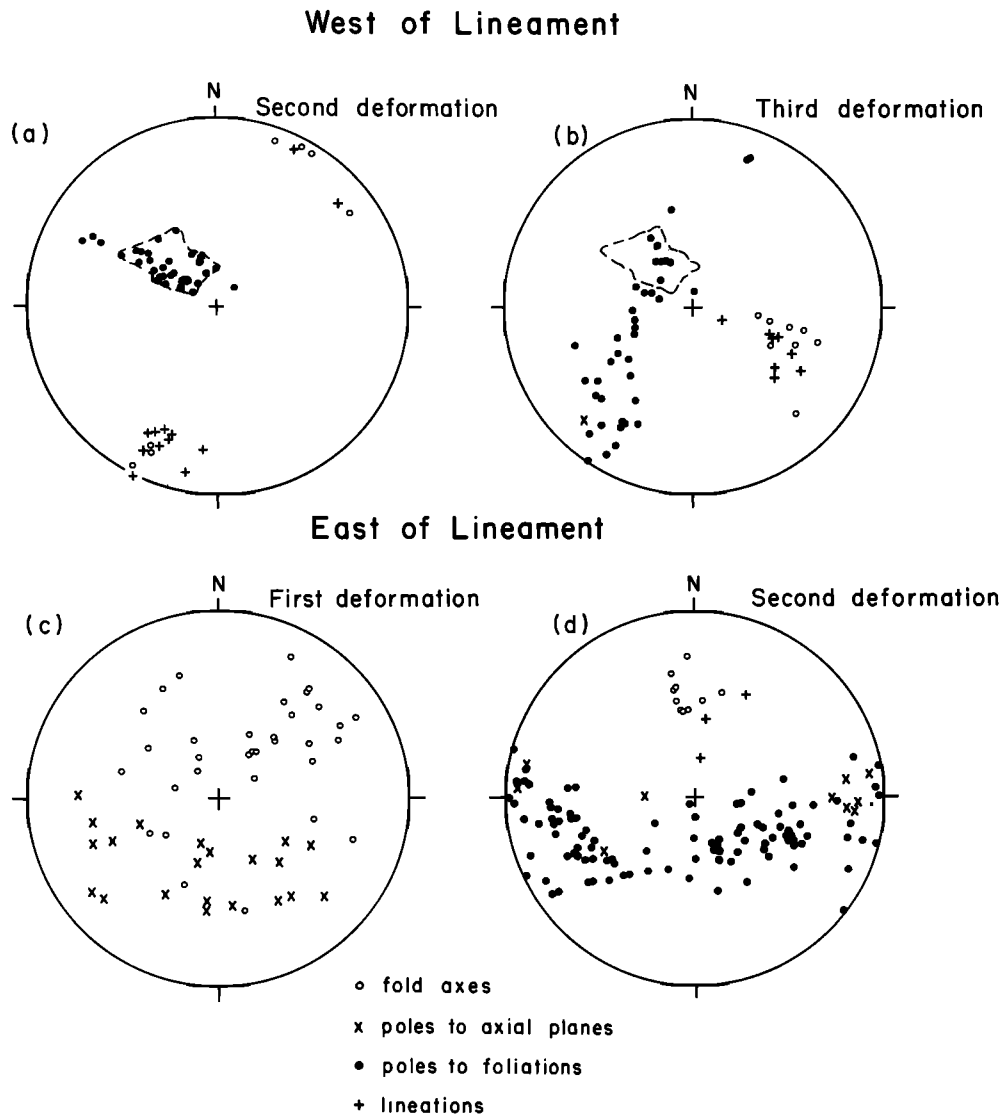 West of Lineament
N
Second deformation
(a)
N
Third deformation
(b)
East of Lineament
N
First deformation
(c)
N
Second deformation
(d)
o fold axes
x poles to axial planes
• poles to foliations
+ lineations